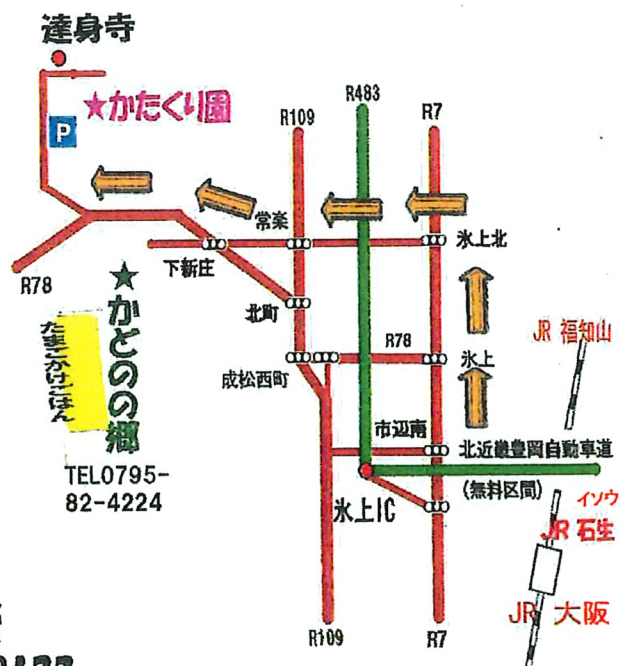 達身寺
★かたくり園
P
R109
R483
R7
常楽
氷上北
下新庄
R78
北町
★かどのの郷
たまごかけごはん
TEL0795-
82-4224
R78
氷上
成松西町
JR 福知山
市辺南
北近畿豊岡自動車道
(無料区間)
氷上IC
イソウ
JR 石生
JR 大阪
R109
R7